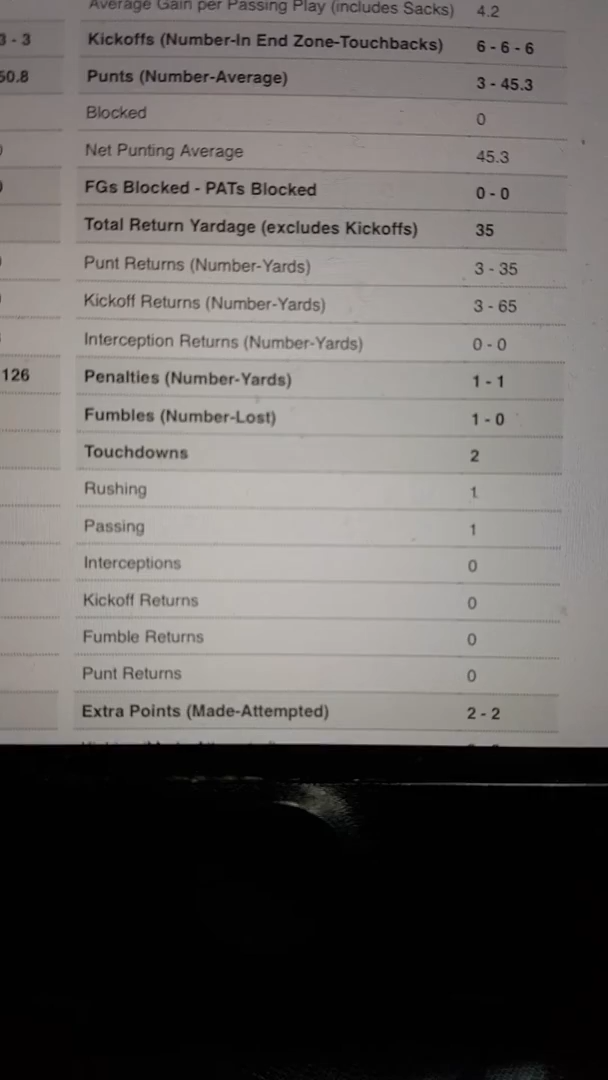 Average Gain per Passing Play (includes Sacks) 4.2
3 - 3 Kickoffs (Number-In End Zone-Touchbacks) 6 - 6 - 6
50.8 Punts (Number-Average) 3 - 45.3
Blocked 0
Net Punting Average 45.3
FGs Blocked - PATs Blocked 0 - 0
Total Return Yardage (excludes Kickoffs) 35
Punt Returns (Number-Yards) 3 - 35
Kickoff Returns (Number-Yards) 3 - 65
Interception Returns (Number-Yards) 0 - 0
126 Penalties (Number-Yards) 1 - 1
Fumbles (Number-Lost) 1 - 0
Touchdowns 2
Rushing 1
Passing 1
Interceptions 0
Kickoff Returns 0
Fumble Returns 0
Punt Returns 0
Extra Points (Made-Attempted) 2 - 2